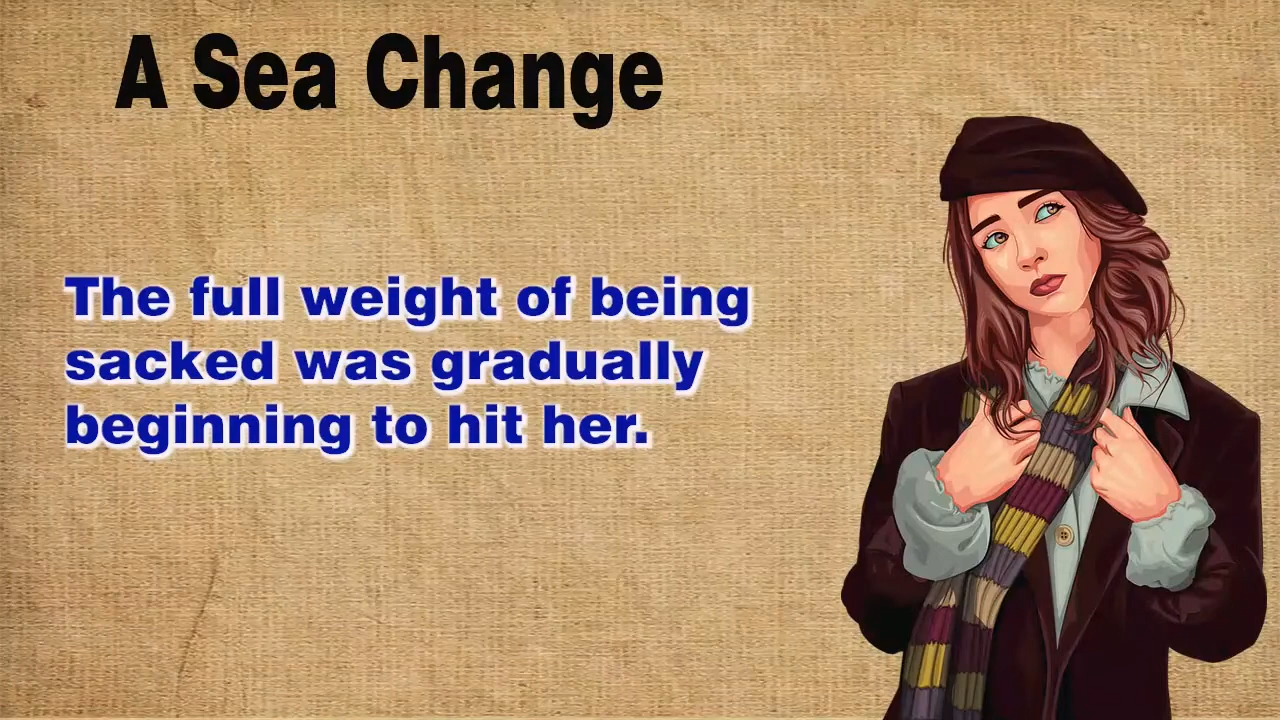 A Sea Change
The full weight of being
sacked was gradually
beginning to hit her.